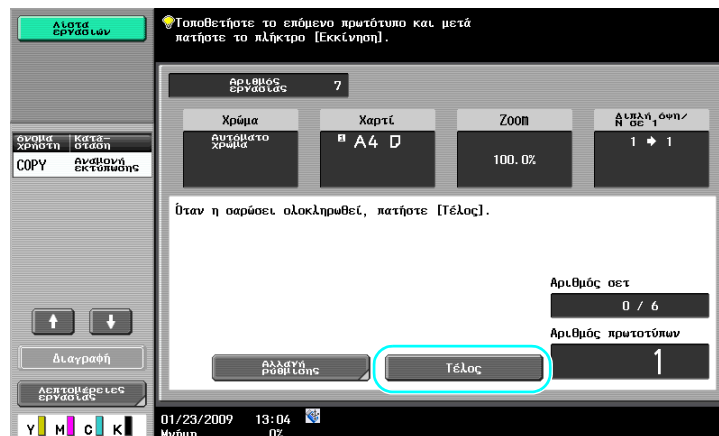 Λίστα
εργασιών
Τοποθετήστε το επόμενο πρωτότυπο και μετά
πατήστε το πλήκτρο [Εκκίνηση].
Αριθμός
εργασίας
7
όνομα
χρήστη
Κατά-
σταση
COPY
Αναμονή
εκτύπωσης
Χρώμα
Χαρτί
Zoom
Διπλή όψη/
N σε 1
Αυτόματο
χρώμα
A4
100.0%
1 → 1
Όταν η σαρώσει ολοκληρωθεί, πατήστε [Τέλος].
Αριθμός σετ
0 / 6
Αριθμός πρωτοτύπων
1
Αλλαγή
ρύθμισης
Τέλος
Διαγραφή
Λεπτομέρειες
εργασίας
Y M C K
01/23/2009 13:04
Μνήμη 0%